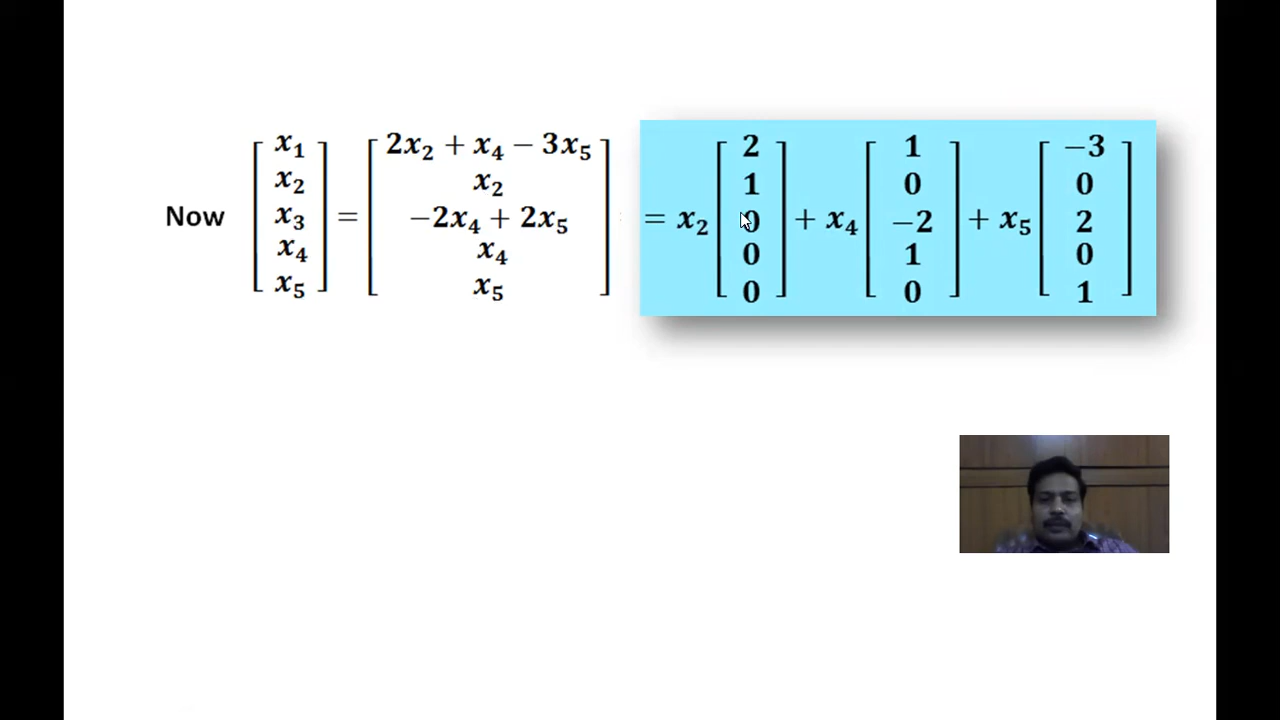 Now [x₁ x₂ x₃ x₄ x₅] = [2x₂ + x₄ − 3x₅ x₂ −2x₄ + 2x₅ x₄ x₅] = x₂ [2 1 0 0 0] + x₄ [1 0 −2 1 0] + x₅ [−3 0 2 0 1]